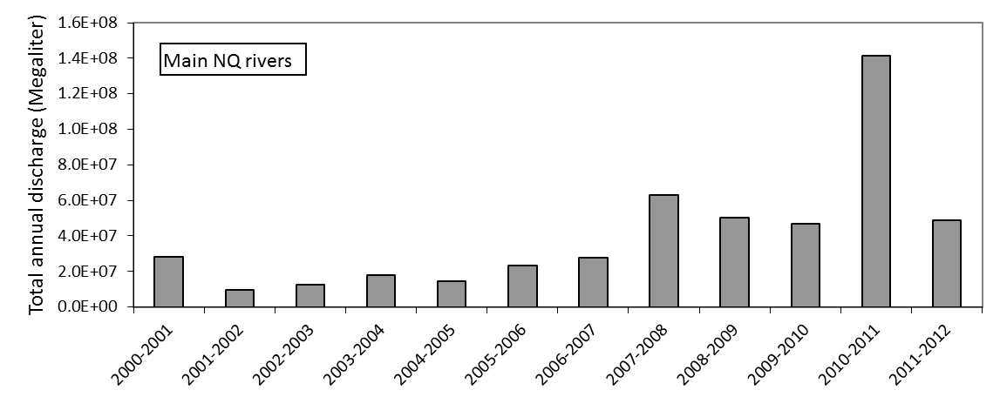 Total annual discharge (Megaliter)
1.6E+08
1.4E+08
1.2E+08
1.0E+08
8.0E+07
6.0E+07
4.0E+07
2.0E+07
0.0E+00
Main NQ rivers
2000-2001
2001-2002
2002-2003
2003-2004
2004-2005
2005-2006
2006-2007
2007-2008
2008-2009
2009-2010
2010-2011
2011-2012